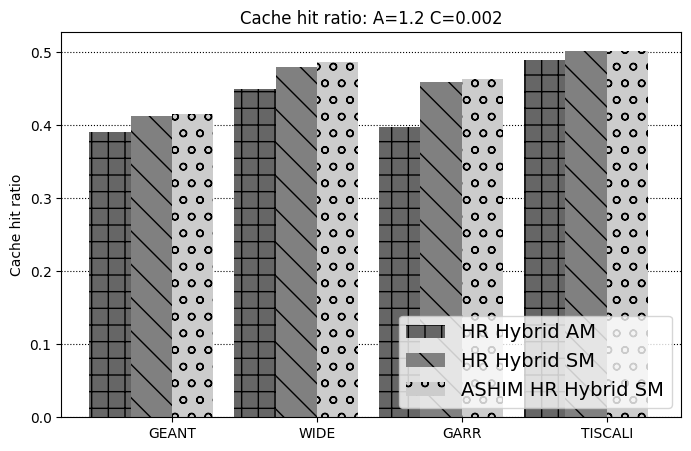 Cache hit ratio: A=1.2 C=0.002
Cache hit ratio
0.5
0.4
0.3
0.2
0.1
0.0
HR Hybrid AM
HR Hybrid SM
ASHIM HR Hybrid SM
GEANT
WIDE
GARR
TISCALI